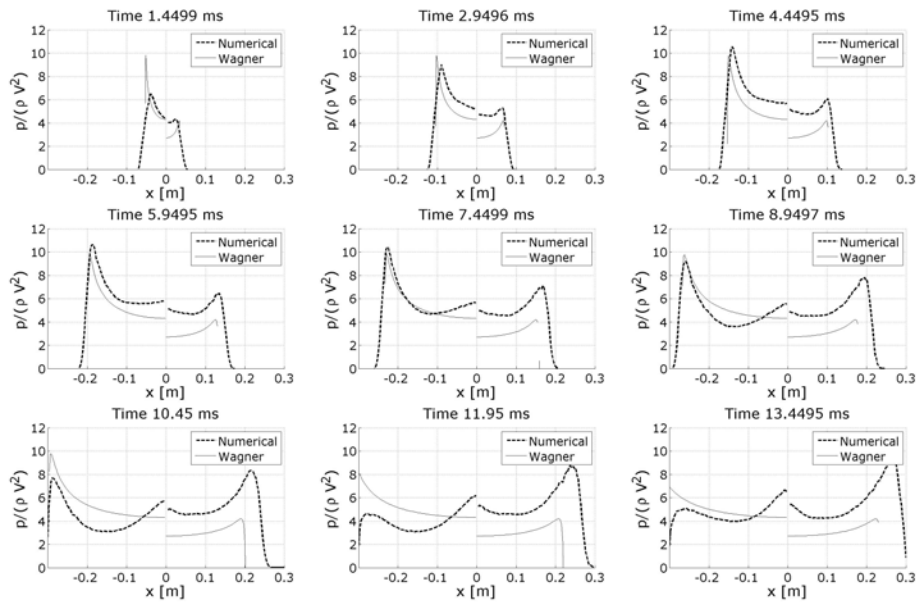 Time 1.4499 ms
12
10
8
6
4
2
0
p/(ρ V²)
Numerical
Wagner
-0.2 -0.1 0 0.1 0.2 0.3
x [m]
Time 2.9496 ms
12
10
8
6
4
2
0
p/(ρ V²)
Numerical
Wagner
-0.2 -0.1 0 0.1 0.2 0.3
x [m]
Time 4.4495 ms
12
10
8
6
4
2
0
p/(ρ V²)
Numerical
Wagner
-0.2 -0.1 0 0.1 0.2 0.3
x [m]
Time 5.9495 ms
12
10
8
6
4
2
0
p/(ρ V²)
Numerical
Wagner
-0.2 -0.1 0 0.1 0.2 0.3
x [m]
Time 7.4499 ms
12
10
8
6
4
2
0
p/(ρ V²)
Numerical
Wagner
-0.2 -0.1 0 0.1 0.2 0.3
x [m]
Time 8.9497 ms
12
10
8
6
4
2
0
p/(ρ V²)
Numerical
Wagner
-0.2 -0.1 0 0.1 0.2 0.3
x [m]
Time 10.45 ms
12
10
8
6
4
2
0
p/(ρ V²)
Numerical
Wagner
-0.2 -0.1 0 0.1 0.2 0.3
x [m]
Time 11.95 ms
12
10
8
6
4
2
0
p/(ρ V²)
Numerical
Wagner
-0.2 -0.1 0 0.1 0.2 0.3
x [m]
Time 13.4495 ms
12
10
8
6
4
2
0
p/(ρ V²)
Numerical
Wagner
-0.2 -0.1 0 0.1 0.2 0.3
x [m]